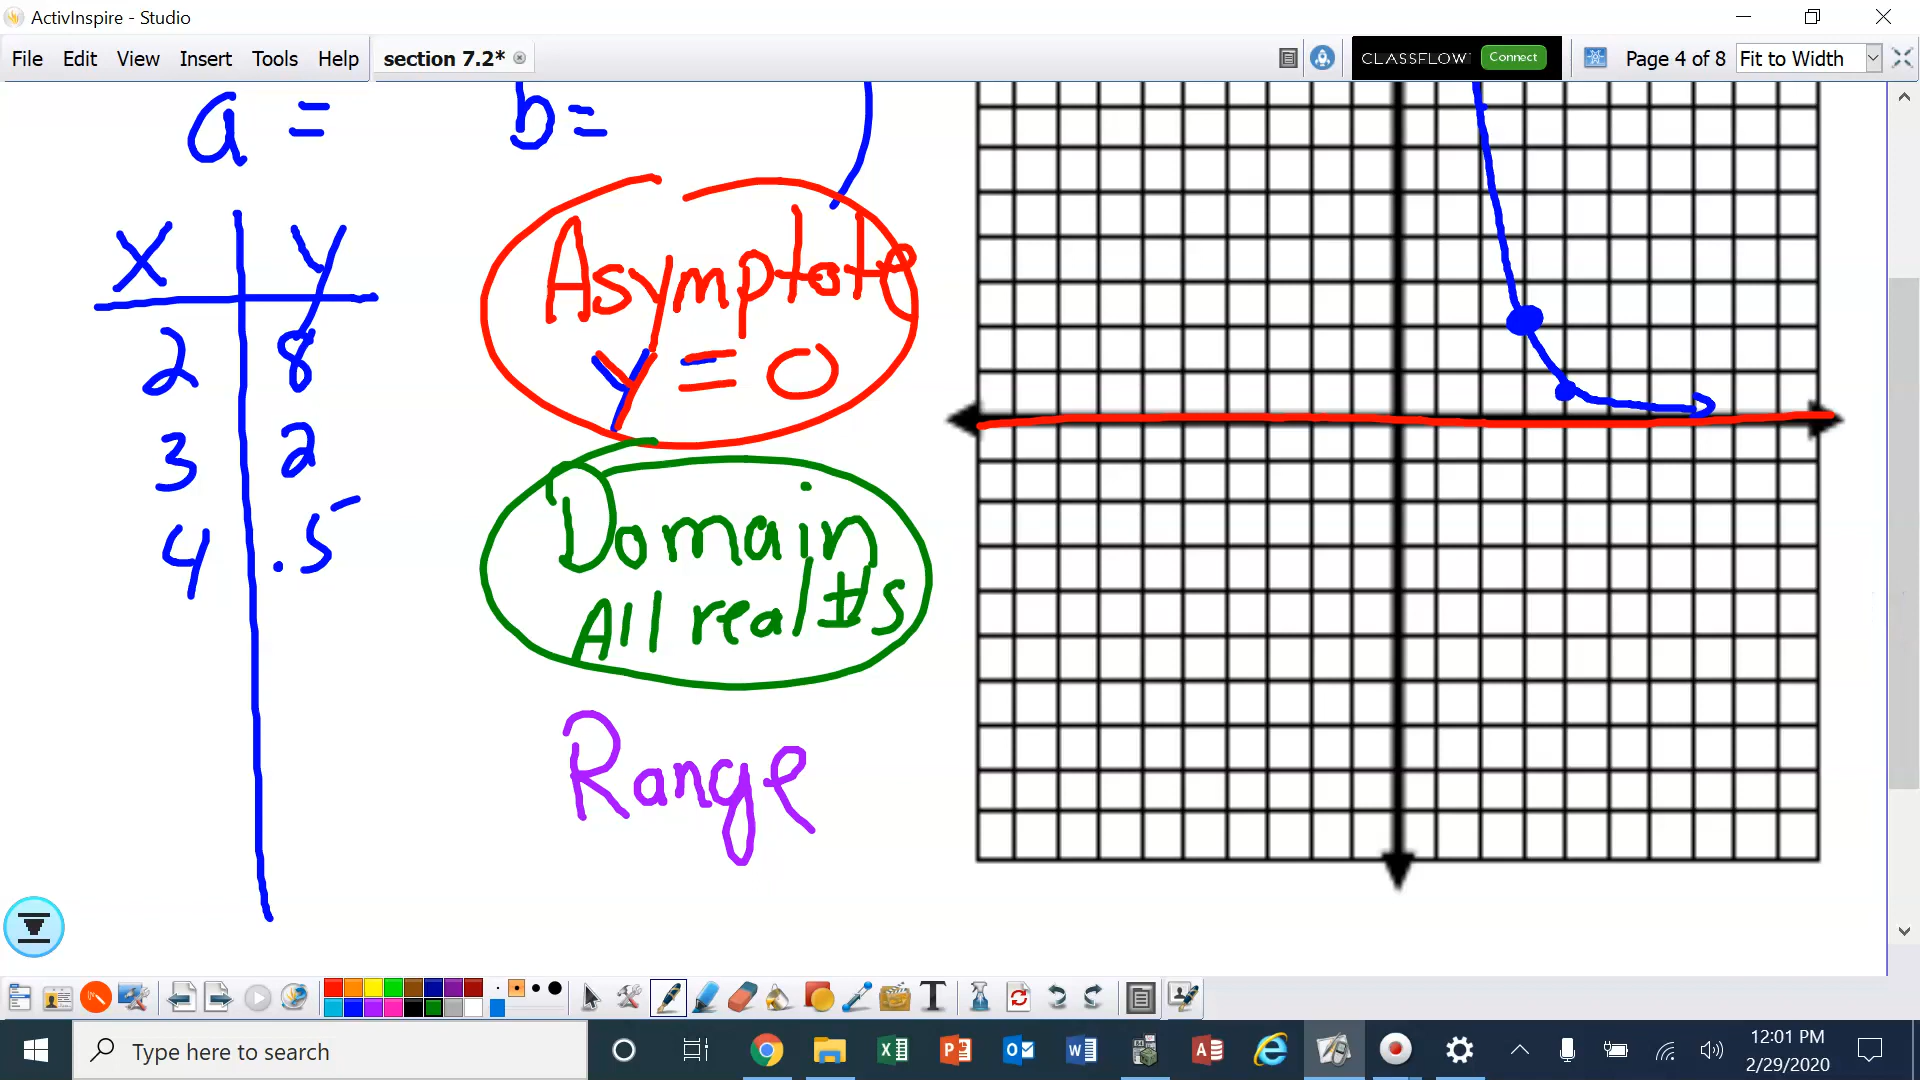 ActivInspire - Studio
File Edit View Insert Tools Help section 7.2* CLASSFLOW Connect Page 4 of 8 Fit to Width
a = b=
X Y
2 8
3 2
4 .5
Asymptote
y = 0
Domain
All real #s
Range
Type here to search
12:01 PM
2/29/2020